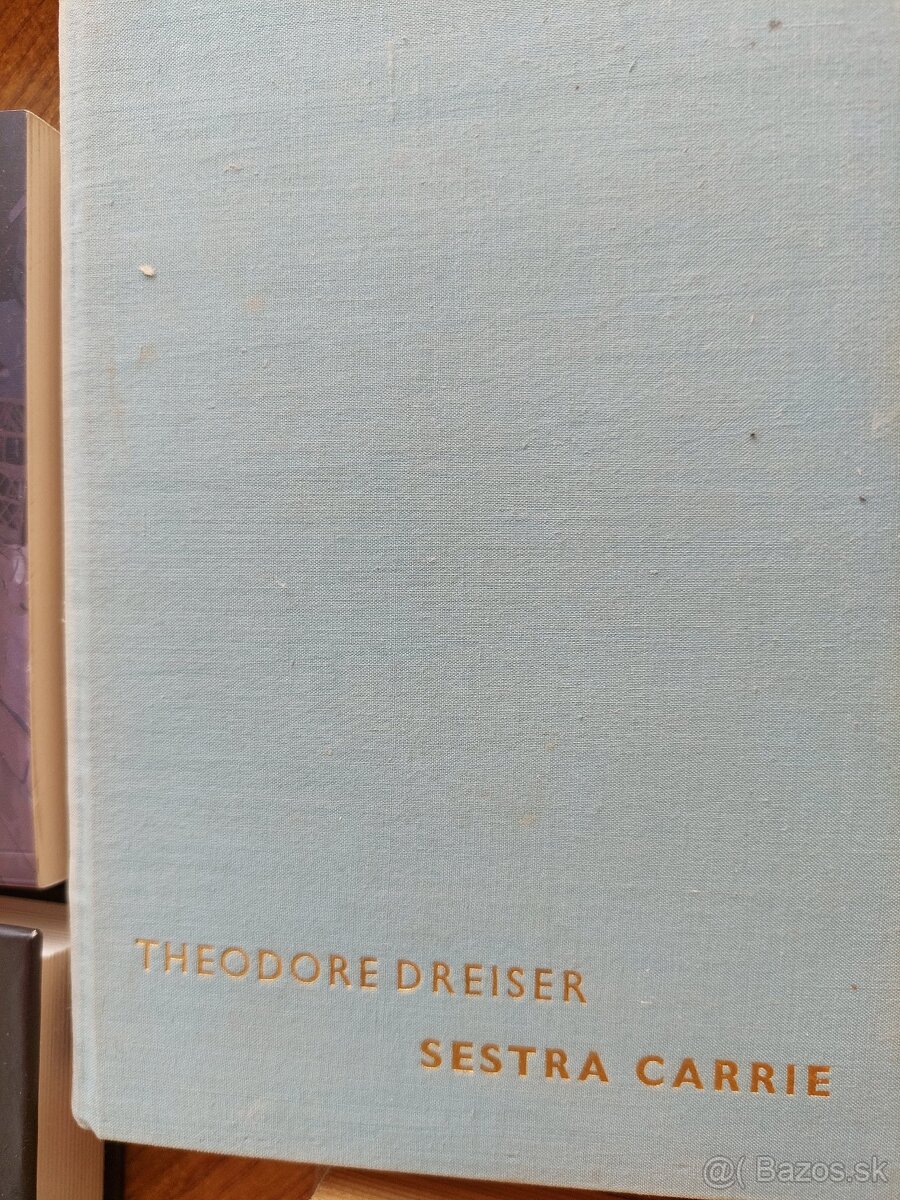 THEODORE DREISER
SESTRA CARRIE
@( Bazos.sk